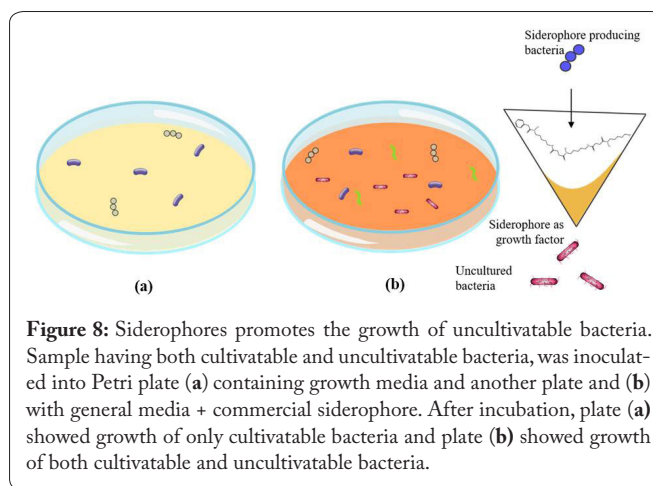 Siderophore producing
bacteria
Siderophore as
growth factor
Uncultured
bacteria
(a)
(b)
Figure 8: Siderophores promotes the growth of uncultivatable bacteria.
Sample having both cultivatable and uncultivatable bacteria, was inoculat-
ed into Petri plate (a) containing growth media and another plate and (b)
with general media + commercial siderophore. After incubation, plate (a)
showed growth of only cultivatable bacteria and plate (b) showed growth
of both cultivatable and uncultivatable bacteria.